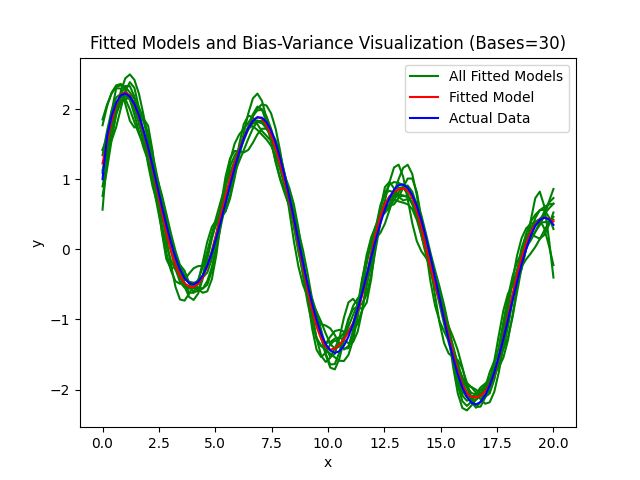 Fitted Models and Bias-Variance Visualization (Bases=30)
All Fitted Models
Fitted Model
Actual Data
y
2
1
0
−1
−2
0.0 2.5 5.0 7.5 10.0 12.5 15.0 17.5 20.0
x